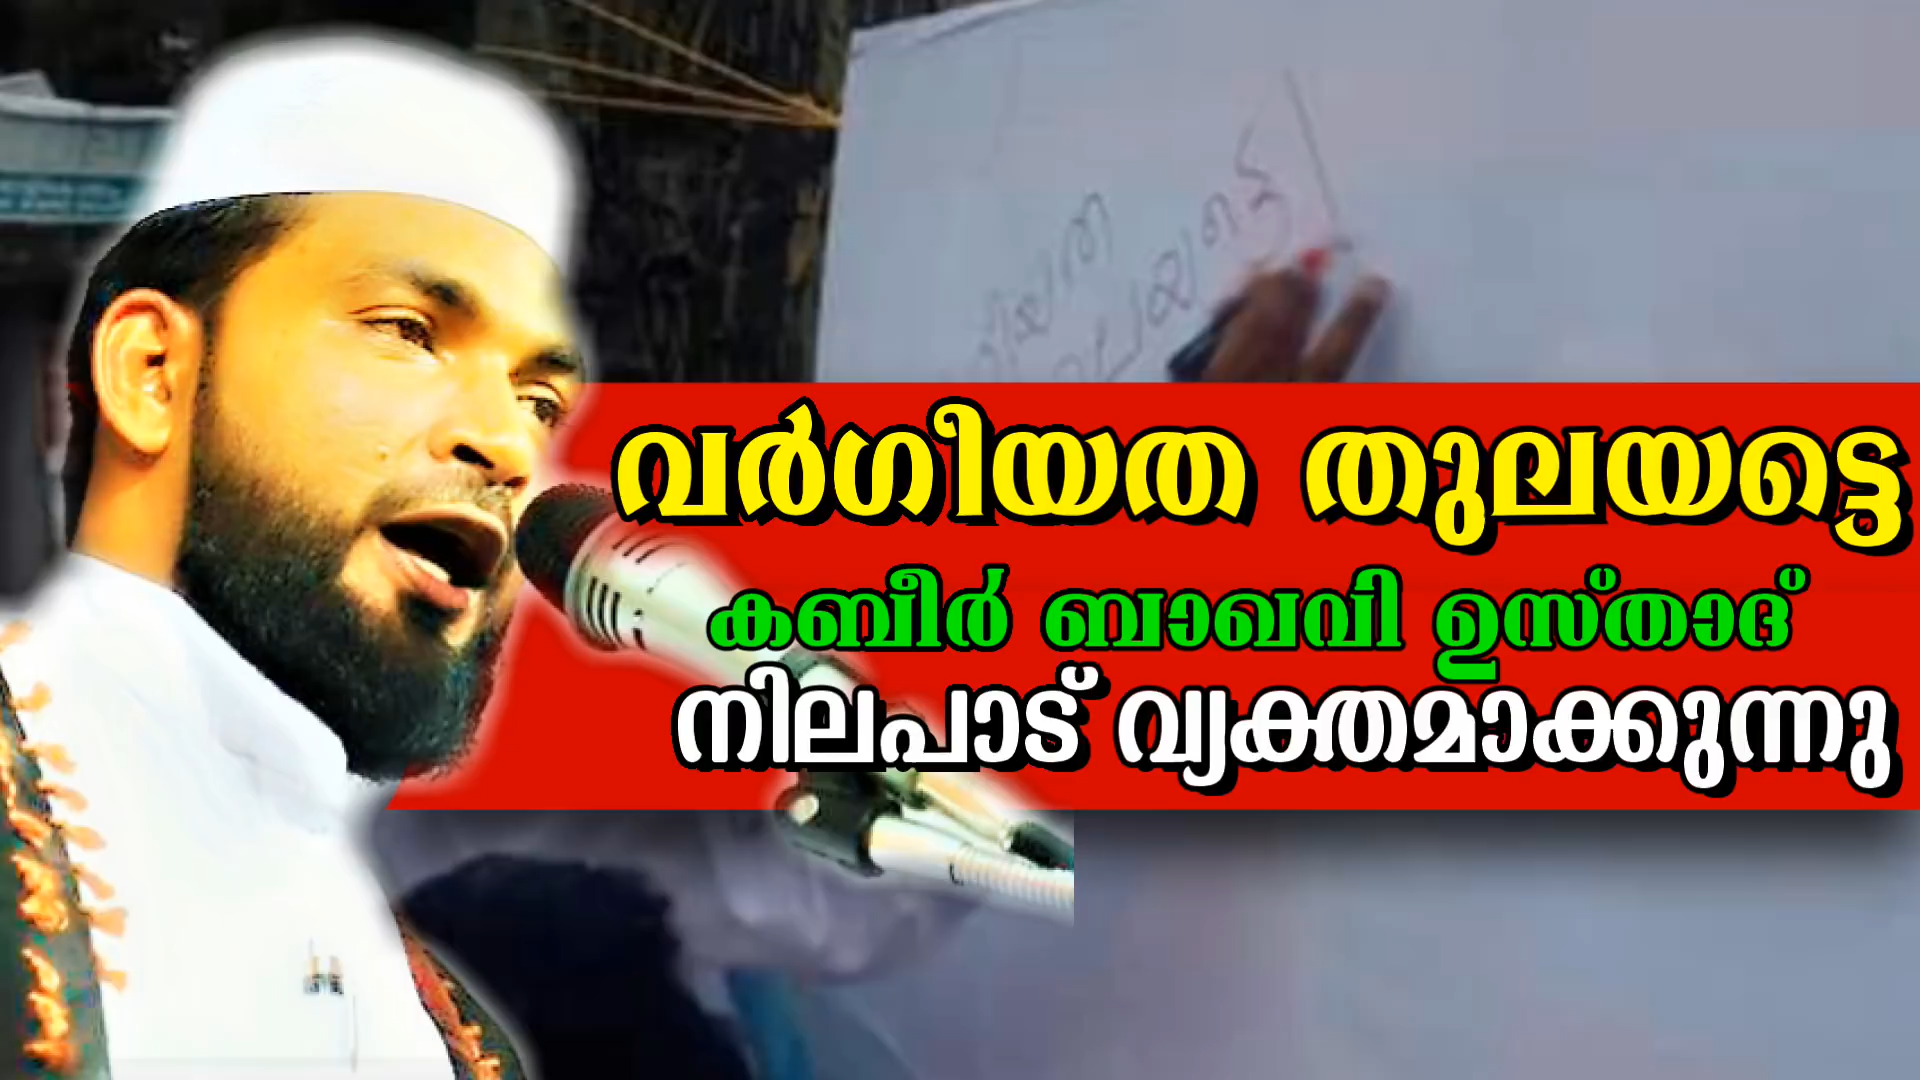 വർഗീയത തുലയട്ടെ
കബീർ ബാഖവി ഉസ്താദ്
നിലപാട് വ്യക്തമാക്കുന്നു